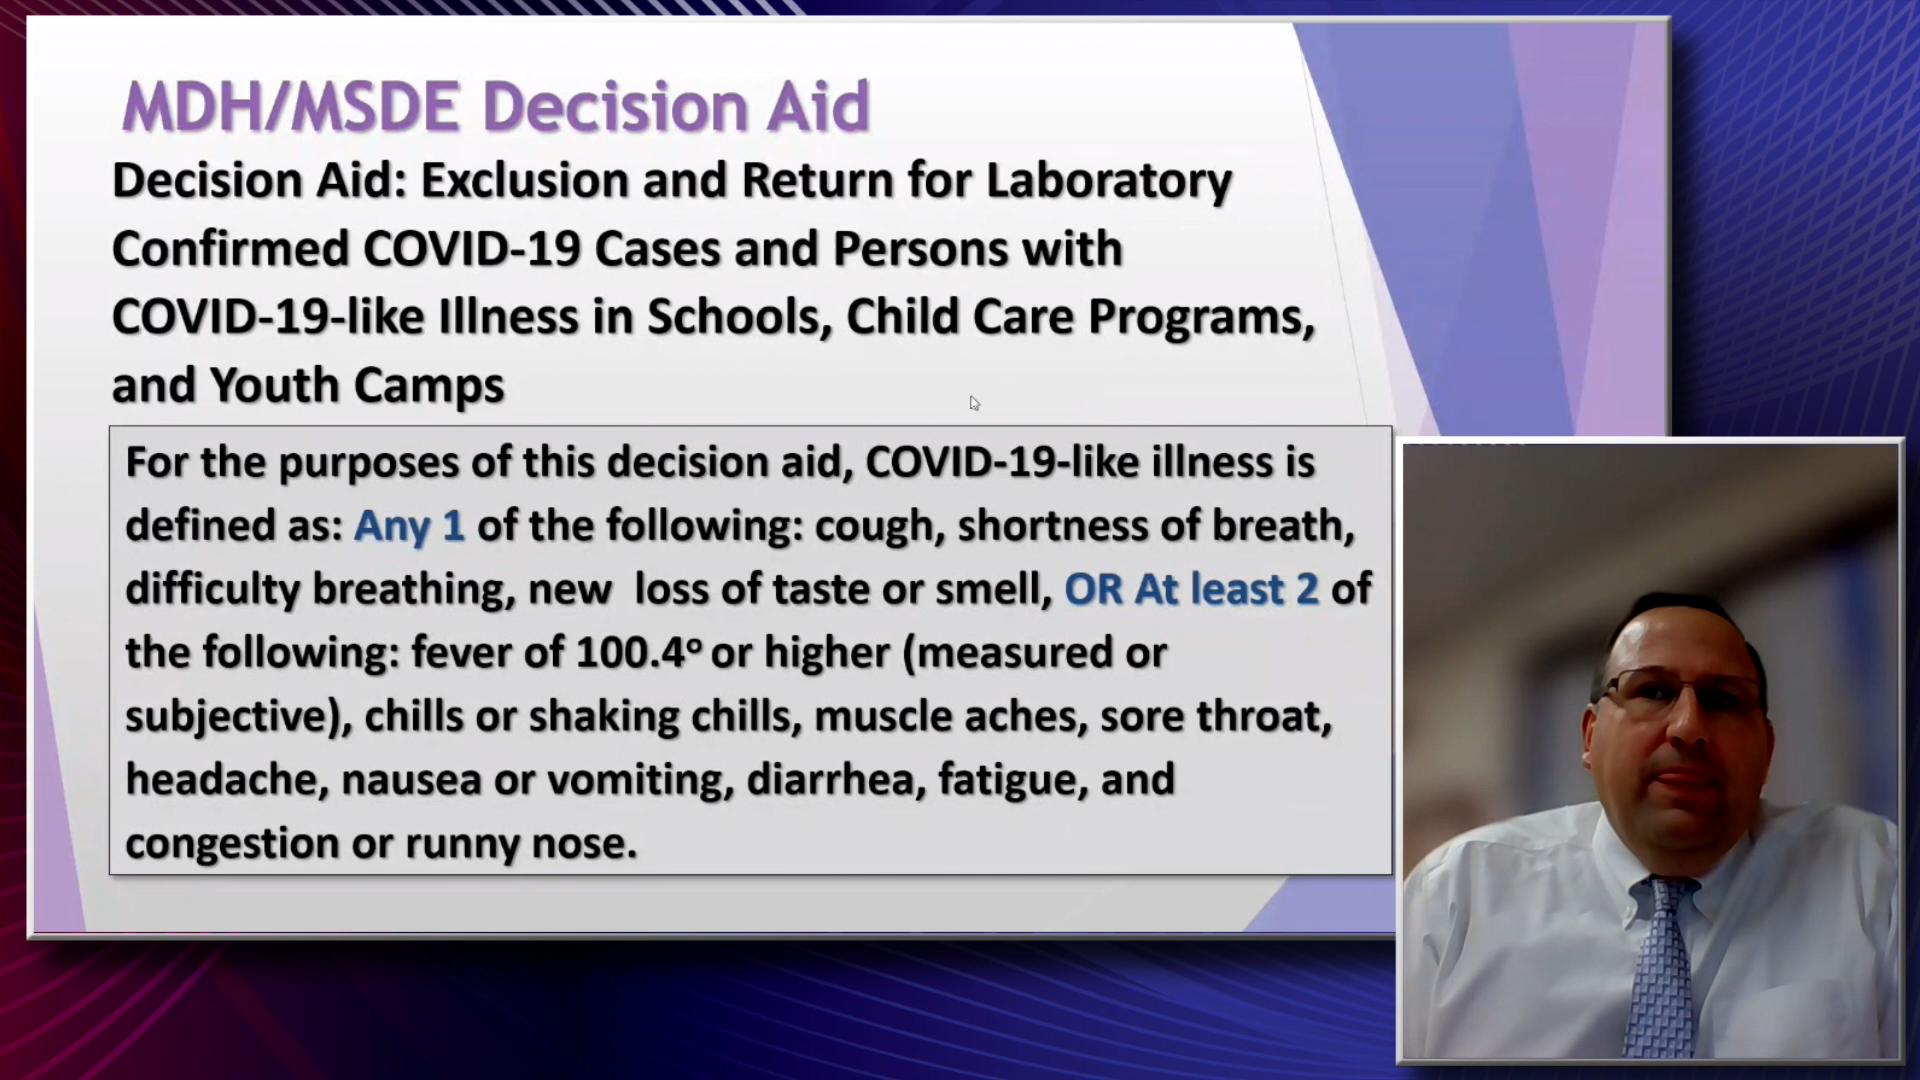 MDH/MSDE Decision Aid
Decision Aid: Exclusion and Return for Laboratory
Confirmed COVID-19 Cases and Persons with
COVID-19-like Illness in Schools, Child Care Programs,
and Youth Camps
For the purposes of this decision aid, COVID-19-like illness is
defined as: Any 1 of the following: cough, shortness of breath,
difficulty breathing, new loss of taste or smell, OR At least 2 of
the following: fever of 100.4º or higher (measured or
subjective), chills or shaking chills, muscle aches, sore throat,
headache, nausea or vomiting, diarrhea, fatigue, and
congestion or runny nose.